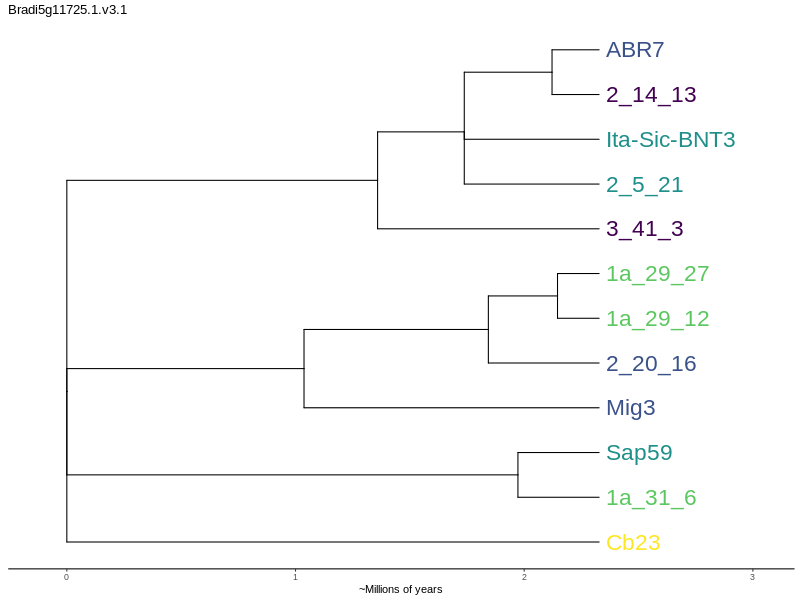 Bradi5g11725.1.v3.1
ABR7
2_14_13
Ita-Sic-BNT3
2_5_21
3_41_3
1a_29_27
1a_29_12
2_20_16
Mig3
Sap59
1a_31_6
Cb23
0 1 2 3
~Millions of years